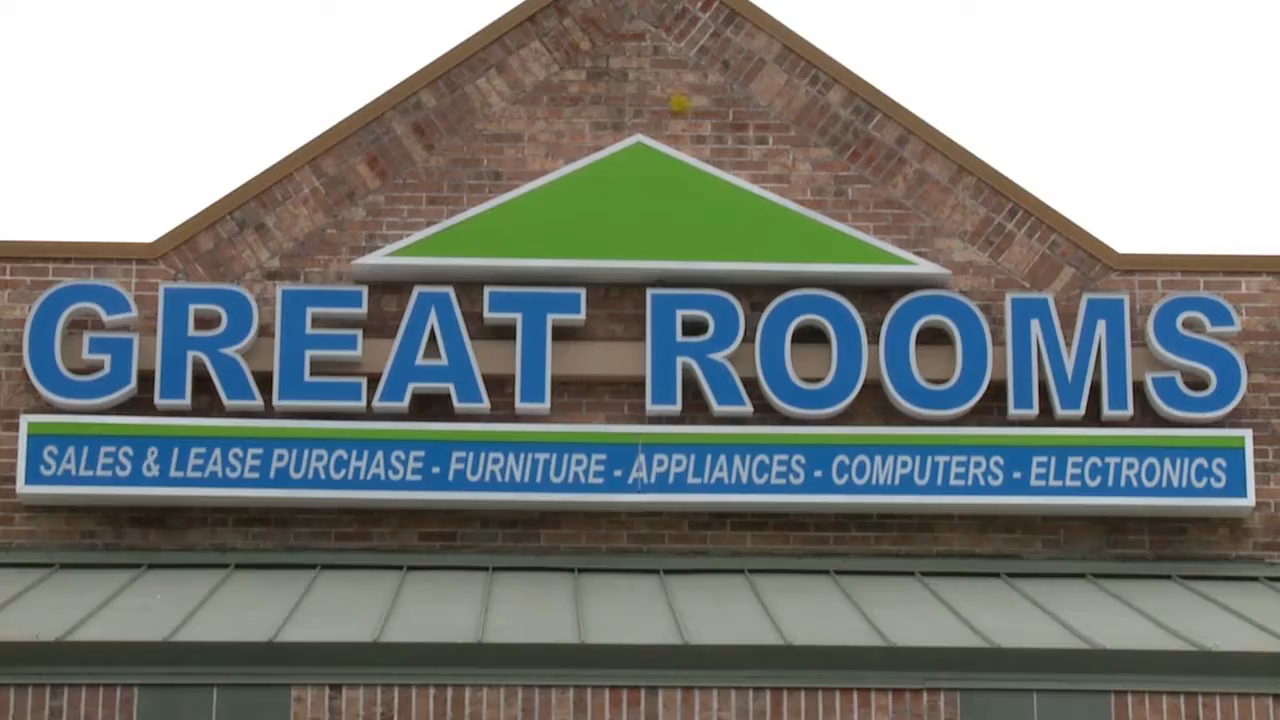 GREAT ROOMS
SALES & LEASE PURCHASE - FURNITURE - APPLIANCES - COMPUTERS - ELECTRONICS